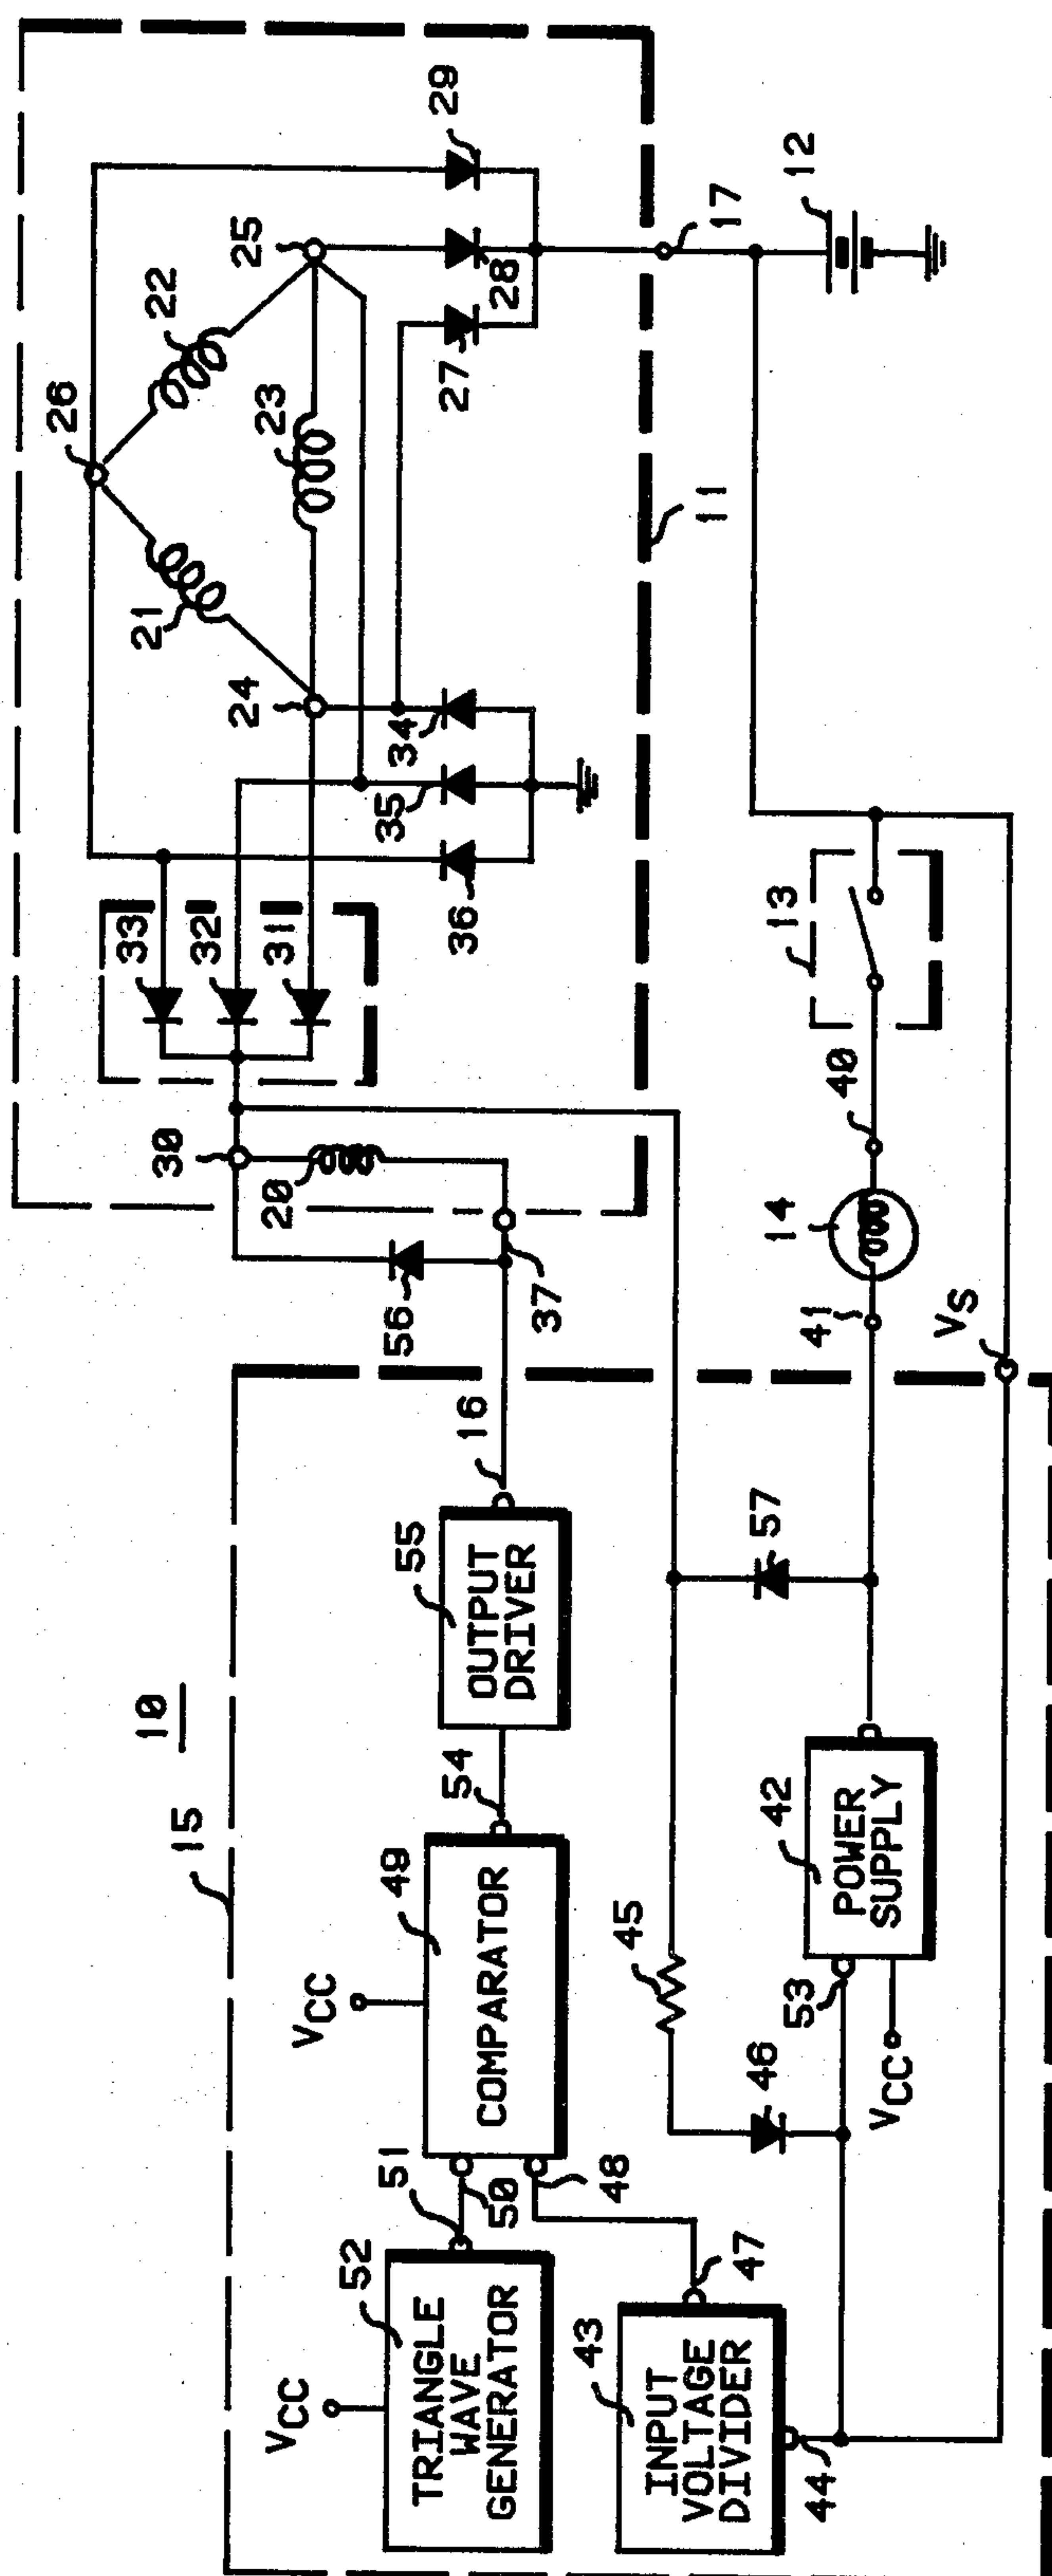 10
15
VCC
52
TRIANGLE
WAVE
GENERATOR
51
50
48
VCC
49
COMPARATOR
54
55
OUTPUT
DRIVER
16
43
INPUT
VOLTAGE
DIVIDER
47
44
45
46
53
VCC
42
POWER
SUPPLY
57
VS
41
14
40
13
37
56
20
30
33
32
31
36
35
34
24
21
26
22
23
25
27
28
29
11
17
12